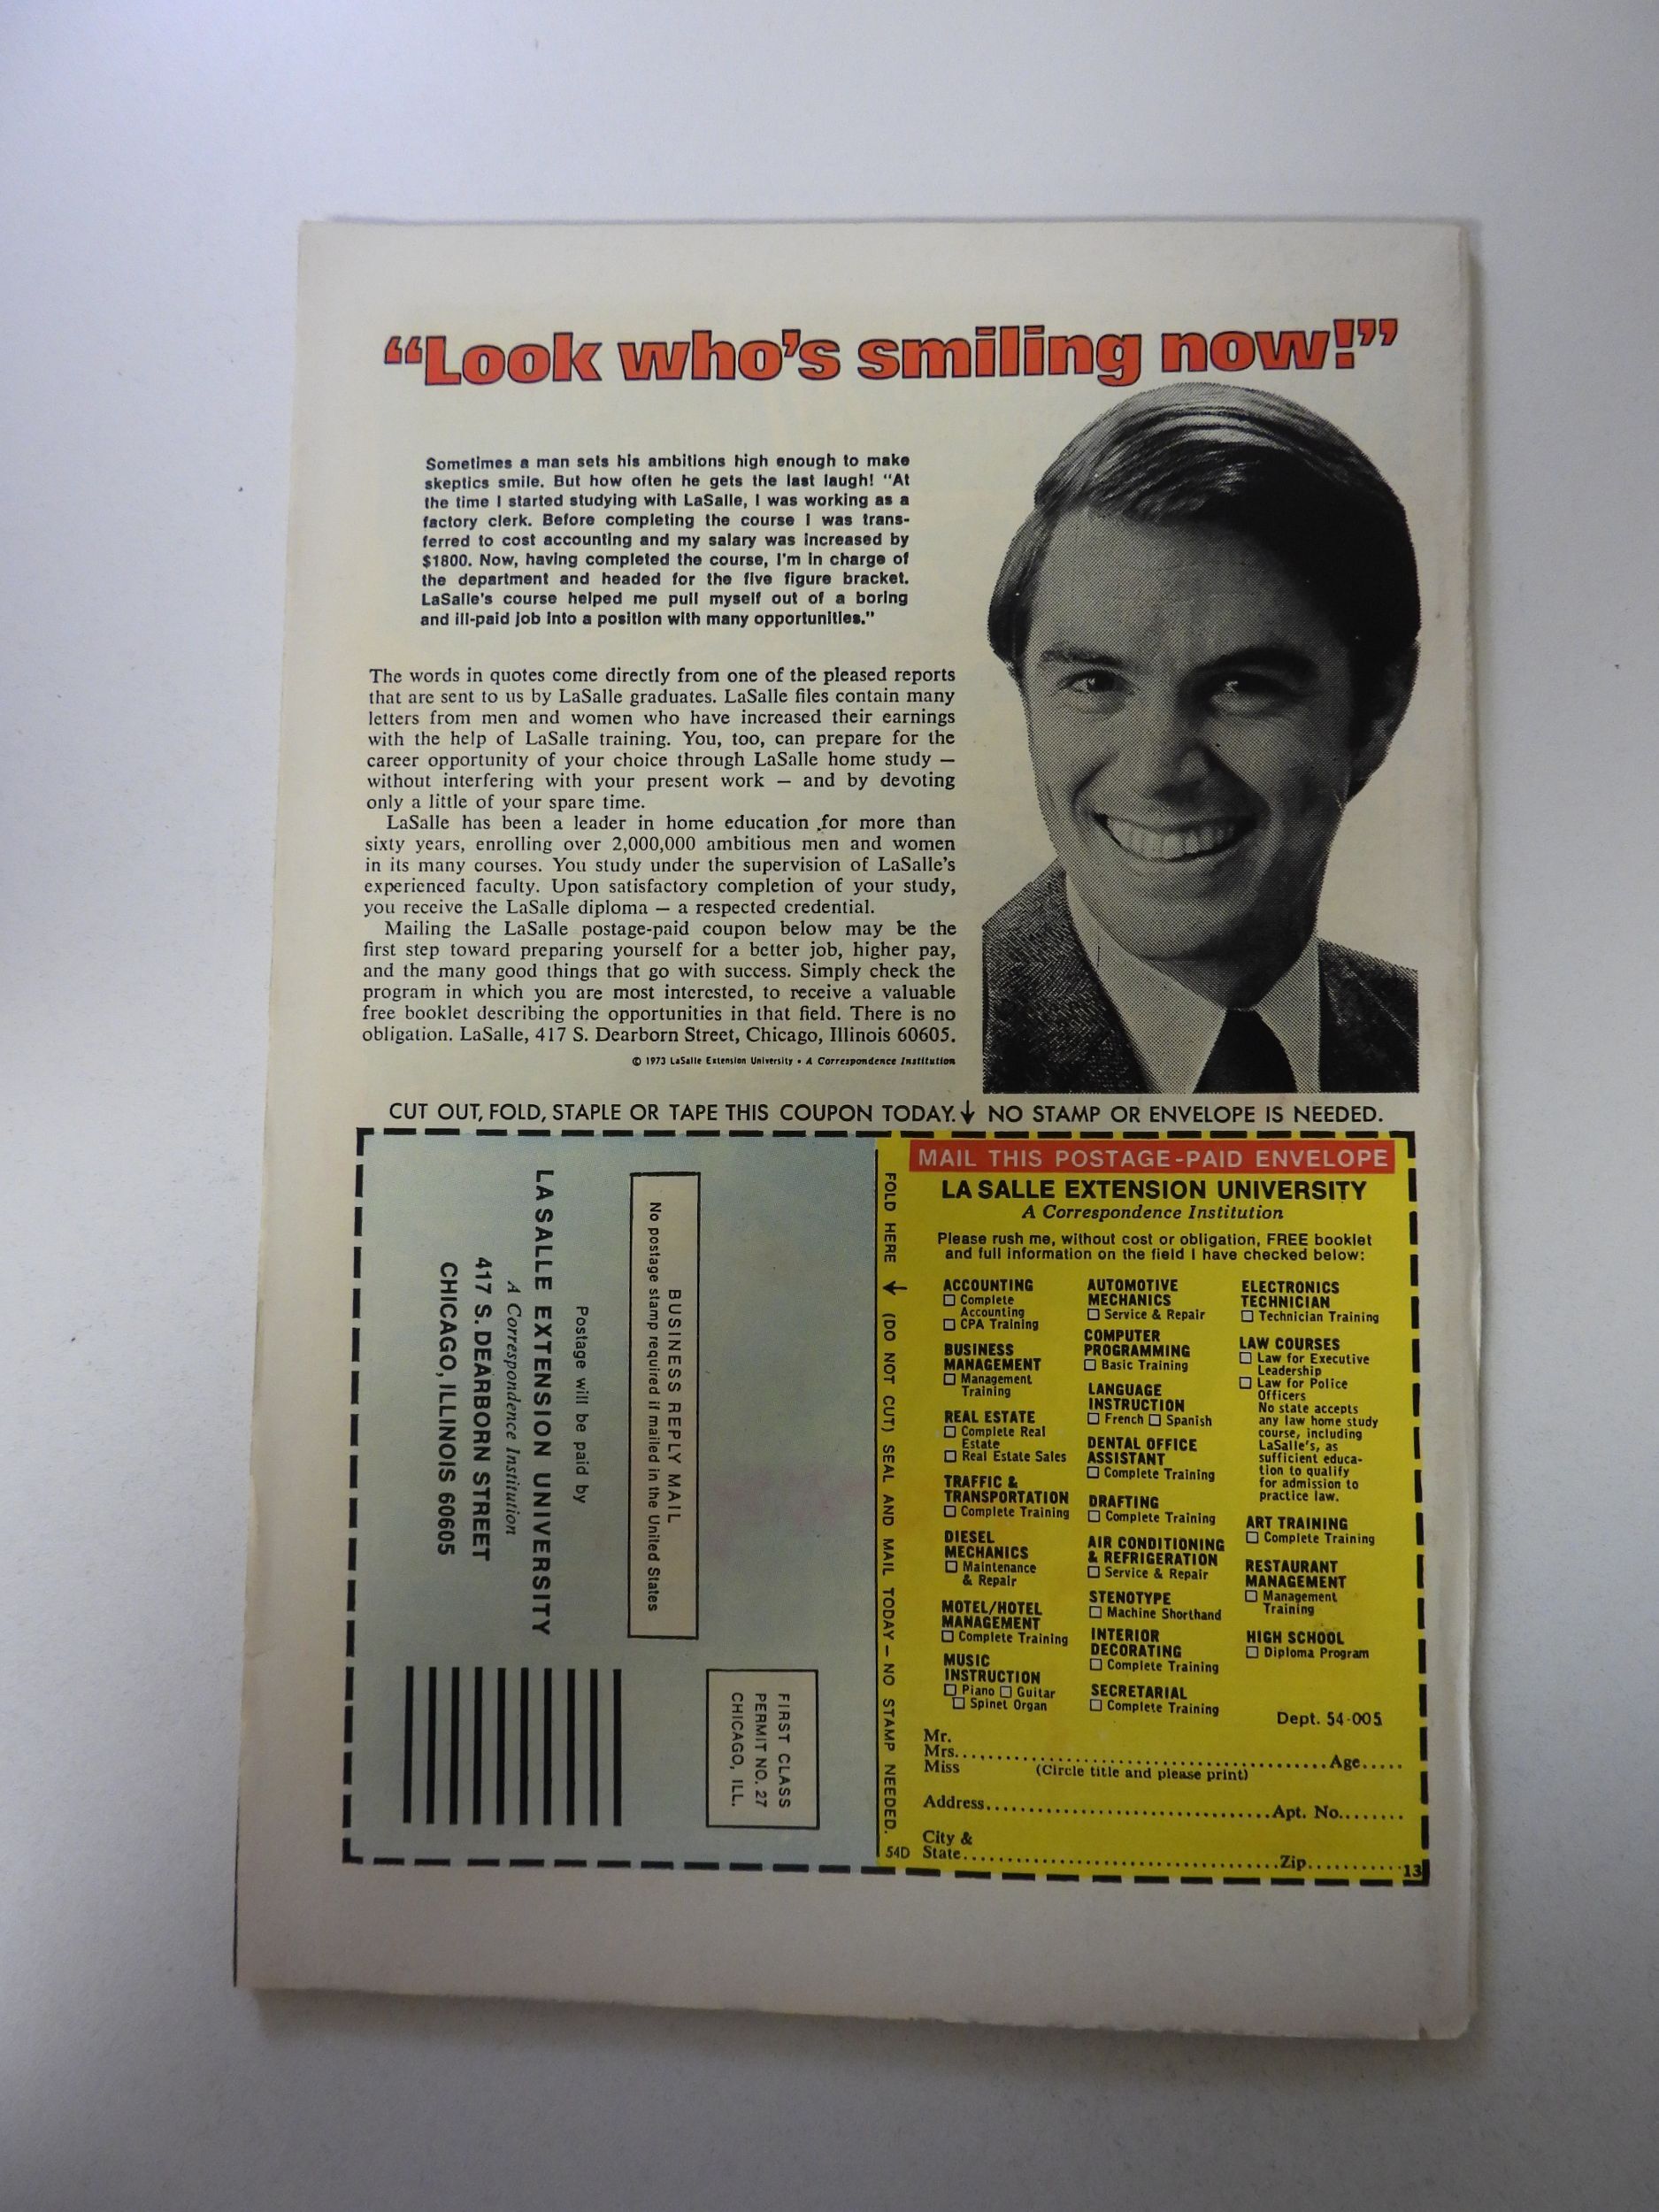 “Look who’s smiling now!”
Sometimes a man sets his ambitions high enough to make
skeptics smile. But how often he gets the last laugh! "At
the time I started studying with LaSalle, I was working as a
factory clerk. Before completing the course I was trans-
ferred to cost accounting and my salary was increased by
$1800. Now, having completed the course, I'm in charge of
the department and headed for the five figure bracket.
LaSalle's course helped me pull myself out of a boring
and ill-paid job into a position with many opportunities."
The words in quotes come directly from one of the pleased reports
that are sent to us by LaSalle graduates. LaSalle files contain many
letters from men and women who have increased their earnings
with the help of LaSalle training. You, too, can prepare for the
career opportunity of your choice through LaSalle home study —
without interfering with your present work — and by devoting
only a little of your spare time.
LaSalle has been a leader in home education for more than
sixty years, enrolling over 2,000,000 ambitious men and women
in its many courses. You study under the supervision of LaSalle's
experienced faculty. Upon satisfactory completion of your study,
you receive the LaSalle diploma — a respected credential.
Mailing the LaSalle postage-paid coupon below may be the
first step toward preparing yourself for a better job, higher pay,
and the many good things that go with success. Simply check the
program in which you are most interested, to receive a valuable
free booklet describing the opportunities in that field. There is no
obligation. LaSalle, 417 S. Dearborn Street, Chicago, Illinois 60605.
© 1973 LaSalle Extension University • A Correspondence Institution
CUT OUT, FOLD, STAPLE OR TAPE THIS COUPON TODAY. ↓ NO STAMP OR ENVELOPE IS NEEDED.
FIRST CLASS
PERMIT NO. 27
CHICAGO, ILL.
BUSINESS REPLY MAIL
No postage stamp required if mailed in the United States
Postage will be paid by
LA SALLE EXTENSION UNIVERSITY
A Correspondence Institution
417 S. DEARBORN STREET
CHICAGO, ILLINOIS 60605
FOLD HERE ↓ (DO NOT CUT) SEAL AND MAIL TODAY – NO STAMP NEEDED.
54D
MAIL THIS POSTAGE-PAID ENVELOPE
LA SALLE EXTENSION UNIVERSITY
A Correspondence Institution
Please rush me, without cost or obligation, FREE booklet
and full information on the field I have checked below:
ACCOUNTING
☐ Complete
Accounting
☐ CPA Training
BUSINESS
MANAGEMENT
☐ Management
Training
REAL ESTATE
☐ Complete Real
Estate
☐ Real Estate Sales
TRAFFIC &
TRANSPORTATION
☐ Complete Training
DIESEL
MECHANICS
☐ Maintenance
& Repair
MOTEL/HOTEL
MANAGEMENT
☐ Complete Training
MUSIC
INSTRUCTION
☐ Piano ☐ Guitar
☐ Spinet Organ
AUTOMOTIVE
MECHANICS
☐ Service & Repair
COMPUTER
PROGRAMMING
☐ Basic Training
LANGUAGE
INSTRUCTION
☐ French ☐ Spanish
DENTAL OFFICE
ASSISTANT
☐ Complete Training
DRAFTING
☐ Complete Training
AIR CONDITIONING
& REFRIGERATION
☐ Service & Repair
STENOTYPE
☐ Machine Shorthand
INTERIOR
DECORATING
☐ Complete Training
SECRETARIAL
☐ Complete Training
ELECTRONICS
TECHNICIAN
☐ Technician Training
LAW COURSES
☐ Law for Executive
Leadership
☐ Law for Police
Officers
No state accepts
any law home study
course, including
LaSalle's, as
sufficient educa-
tion to qualify
for admission to
practice law.
ART TRAINING
☐ Complete Training
RESTAURANT
MANAGEMENT
☐ Management
Training
HIGH SCHOOL
☐ Diploma Program
Dept. 54-005
Mr.
Mrs. Age
Miss (Circle title and please print)
Address Apt. No.
City &
State Zip
13